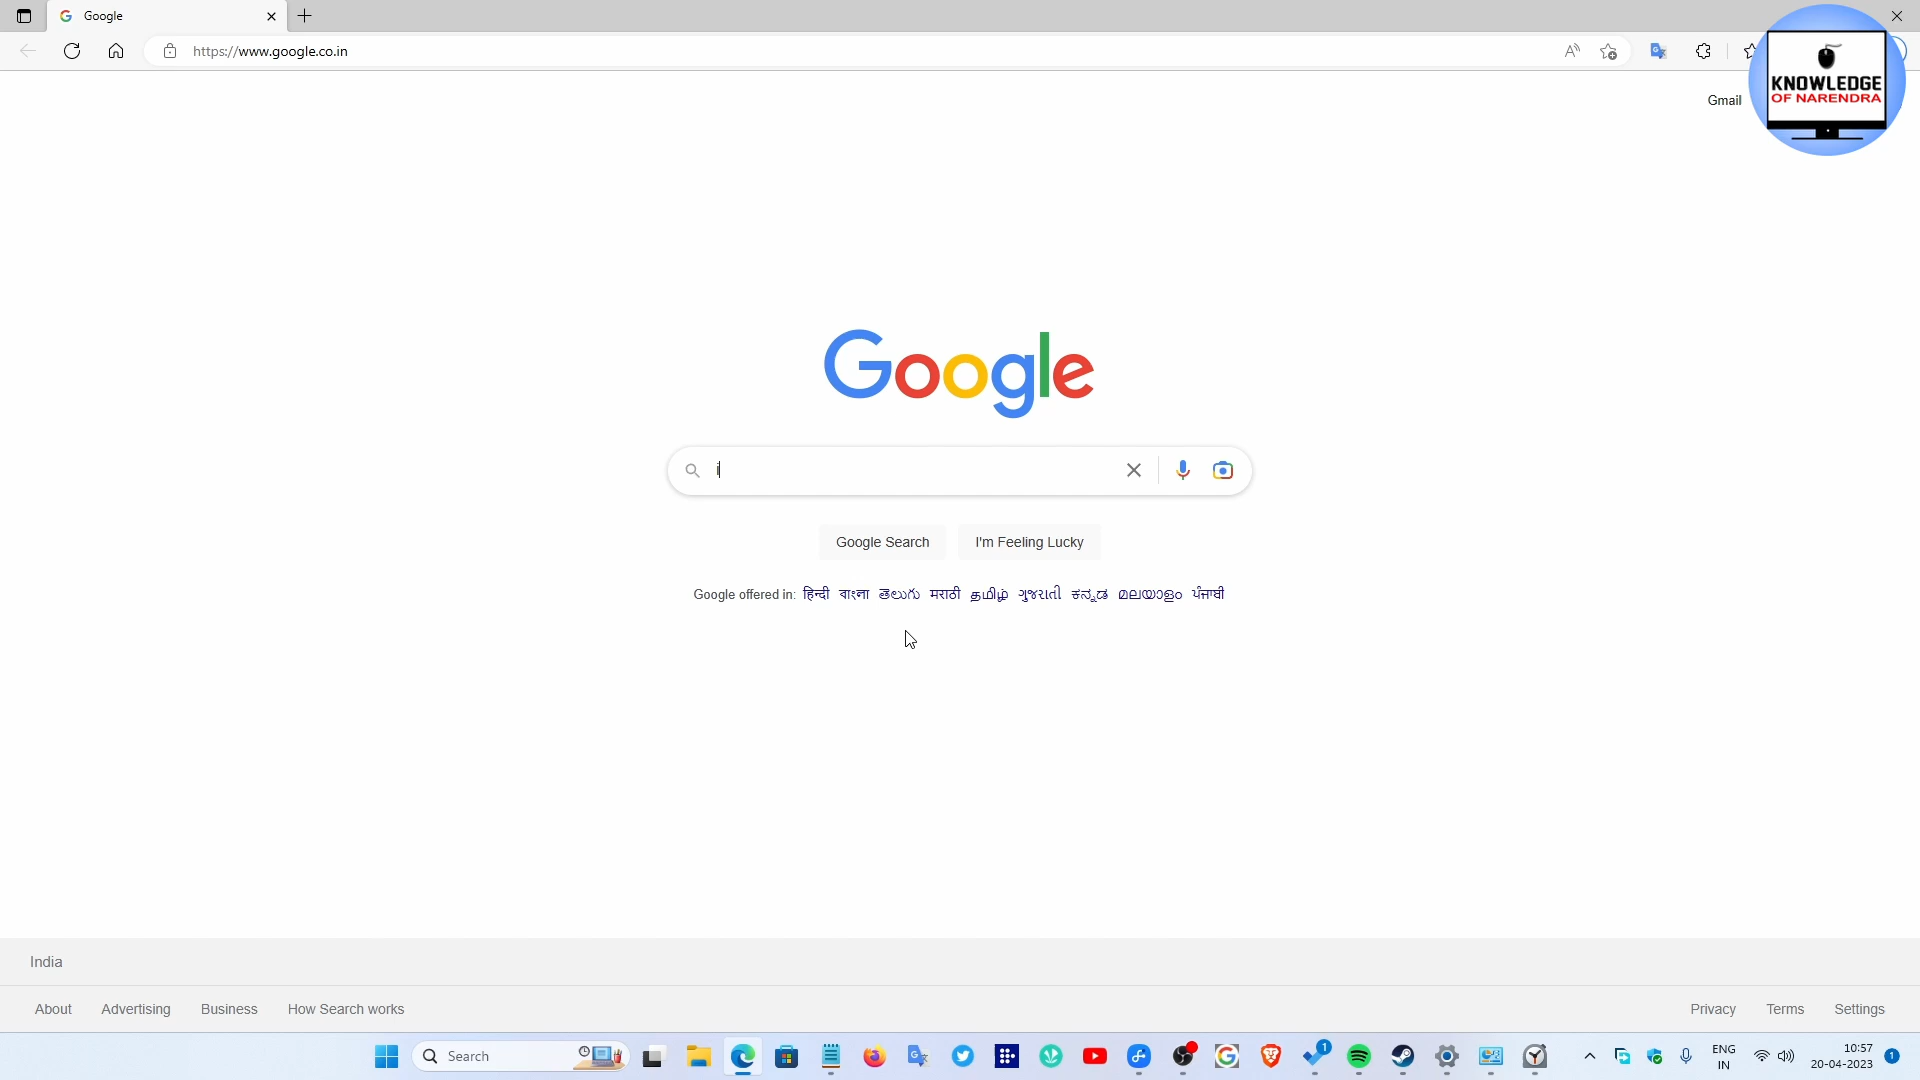 Google
https://www.google.co.in
KNOWLEDGE
OF NARENDRA
Gmail
Google
i
Google Search
I'm Feeling Lucky
Google offered in: हिन्दी বাংলা తెలుగు मराठी தமிழ் ગુજરાતી ಕನ್ನಡ മലയാളം ਪੰਜਾਬੀ
India
About Advertising Business How Search works
Privacy Terms Settings
Search
1
ENG
IN
10:57
20-04-2023
1